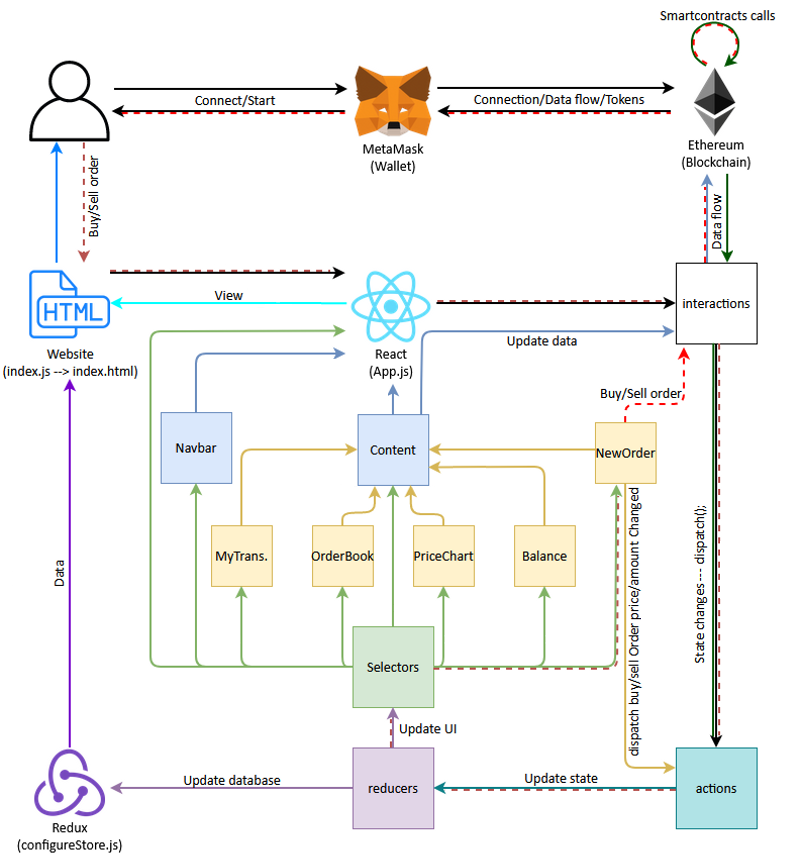 Smartcontracts calls
Connect/Start
Connection/Data flow/Tokens
MetaMask
(Wallet)
Ethereum
(Blockchain)
Buy/Sell order
Data flow
HTML
View
interactions
Website
(index.js --> index.html)
React
(App.js)
Update data
Buy/Sell order
Navbar
Content
NewOrder
MyTrans.
OrderBook
PriceChart
Balance
dispatch buy/sell Order price/amount Changed
State changes--- dispatch();
Data
Selectors
Update UI
Update database
reducers
Update state
actions
Redux
(configureStore.js)